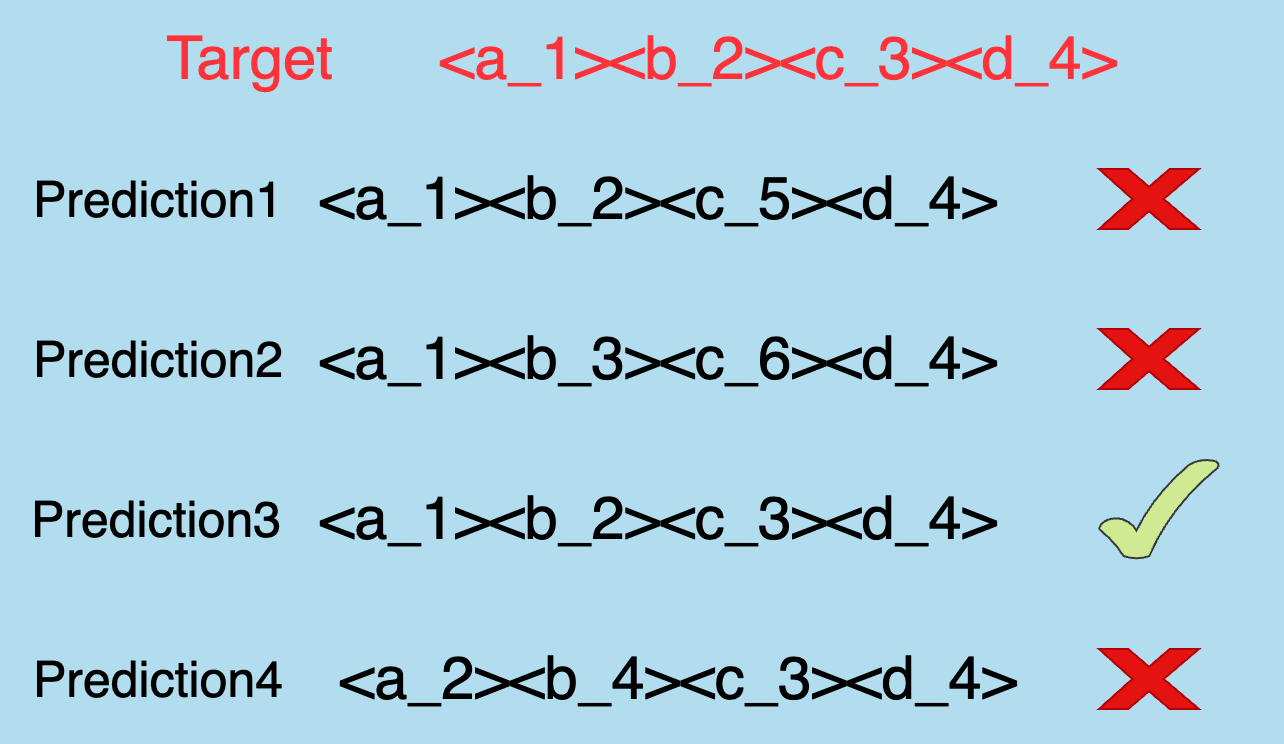 Target <a_1><b_2><c_3><d_4>
Prediction1 <a_1><b_2><c_5><d_4>
Prediction2 <a_1><b_3><c_6><d_4>
Prediction3 <a_1><b_2><c_3><d_4>
Prediction4 <a_2><b_4><c_3><d_4>